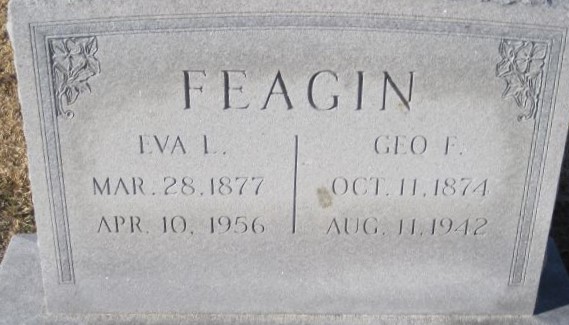 FEAGIN
EVA L.
MAR. 28, 1877
APR. 10, 1956
GEO F.
OCT. 11, 1874
AUG. 11, 1942